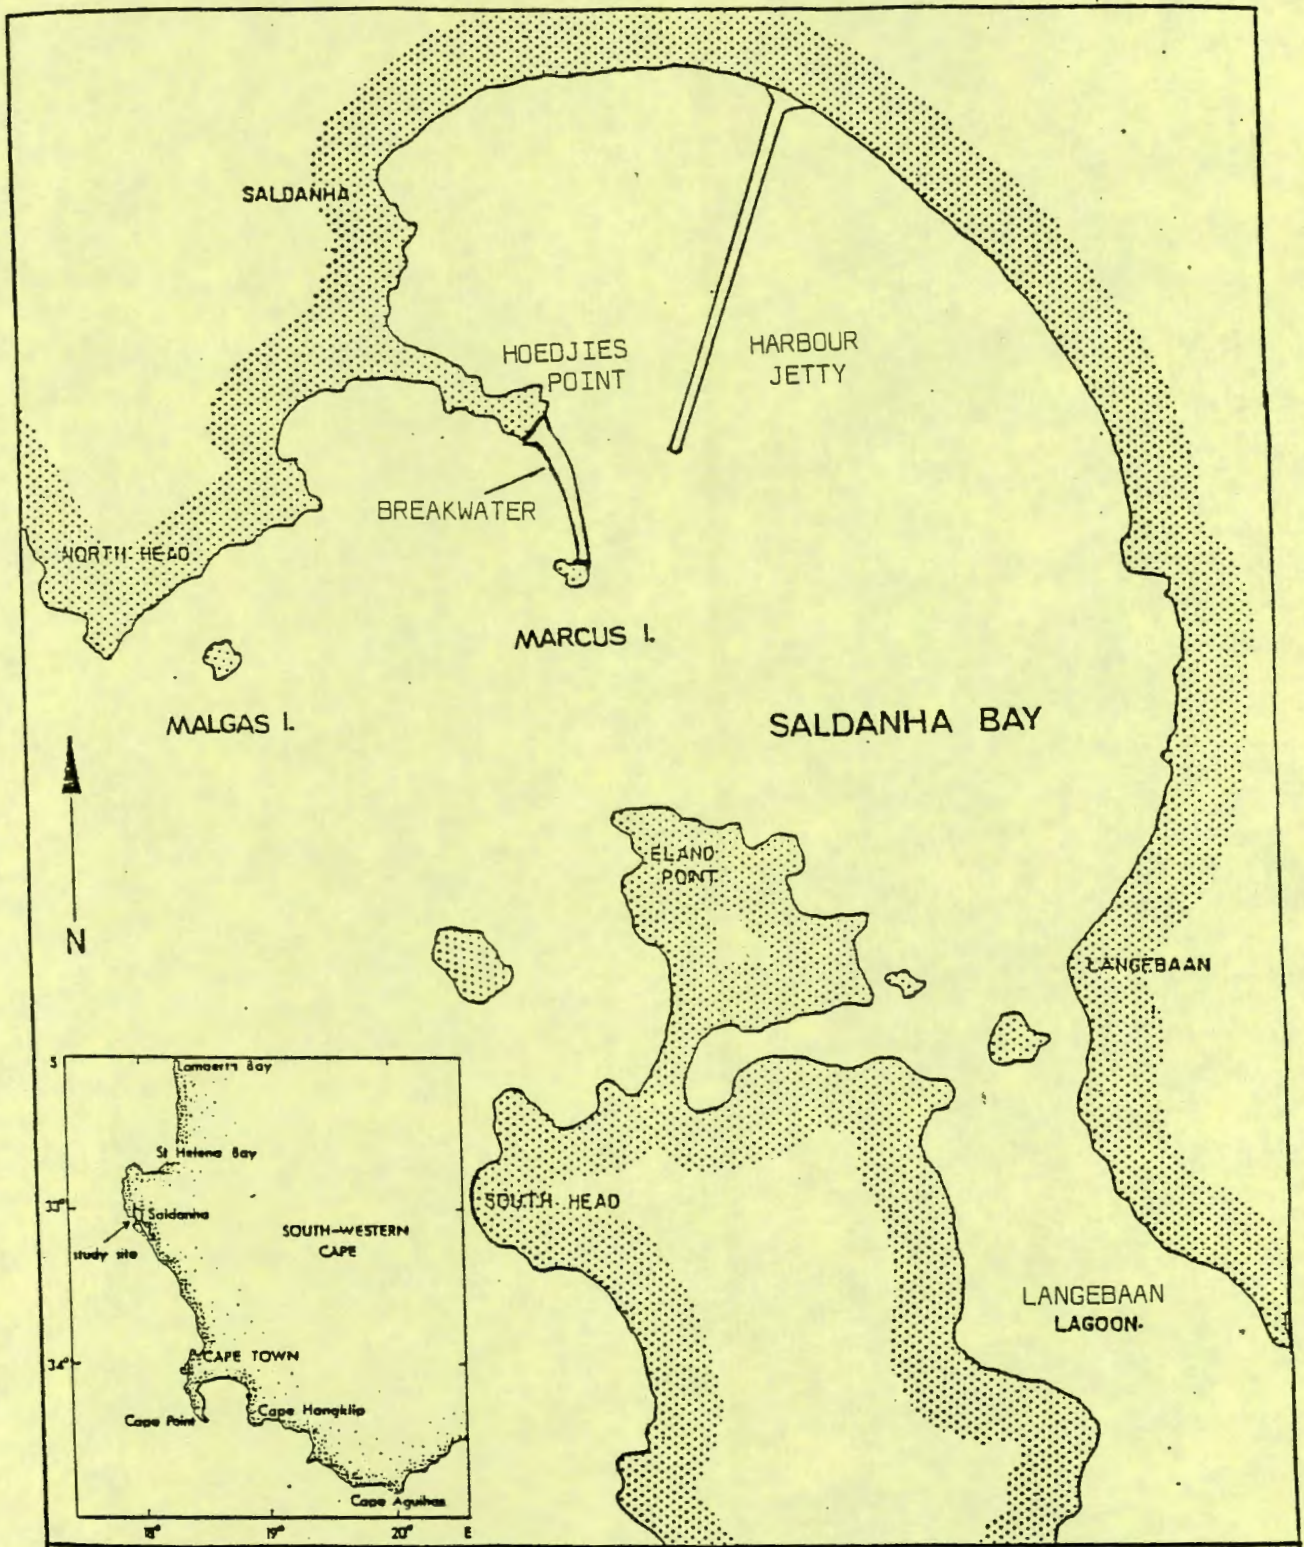 SALDANHA
HOEDJIES
POINT
HARBOUR
JETTY
BREAKWATER
NORTH HEAD
MARCUS I.
MALGAS I.
SALDANHA BAY
N
ELAND
POINT
LANGEBAAN
SOUTH HEAD
LANGEBAAN
LAGOON
S
Lamberts Bay
St Helena Bay
33°
Saldanha
study site
SOUTH-WESTERN
CAPE
34°
CAPE TOWN
Cape Point
Cape Hangklip
Cape Agulhas
18°
19°
20°
E